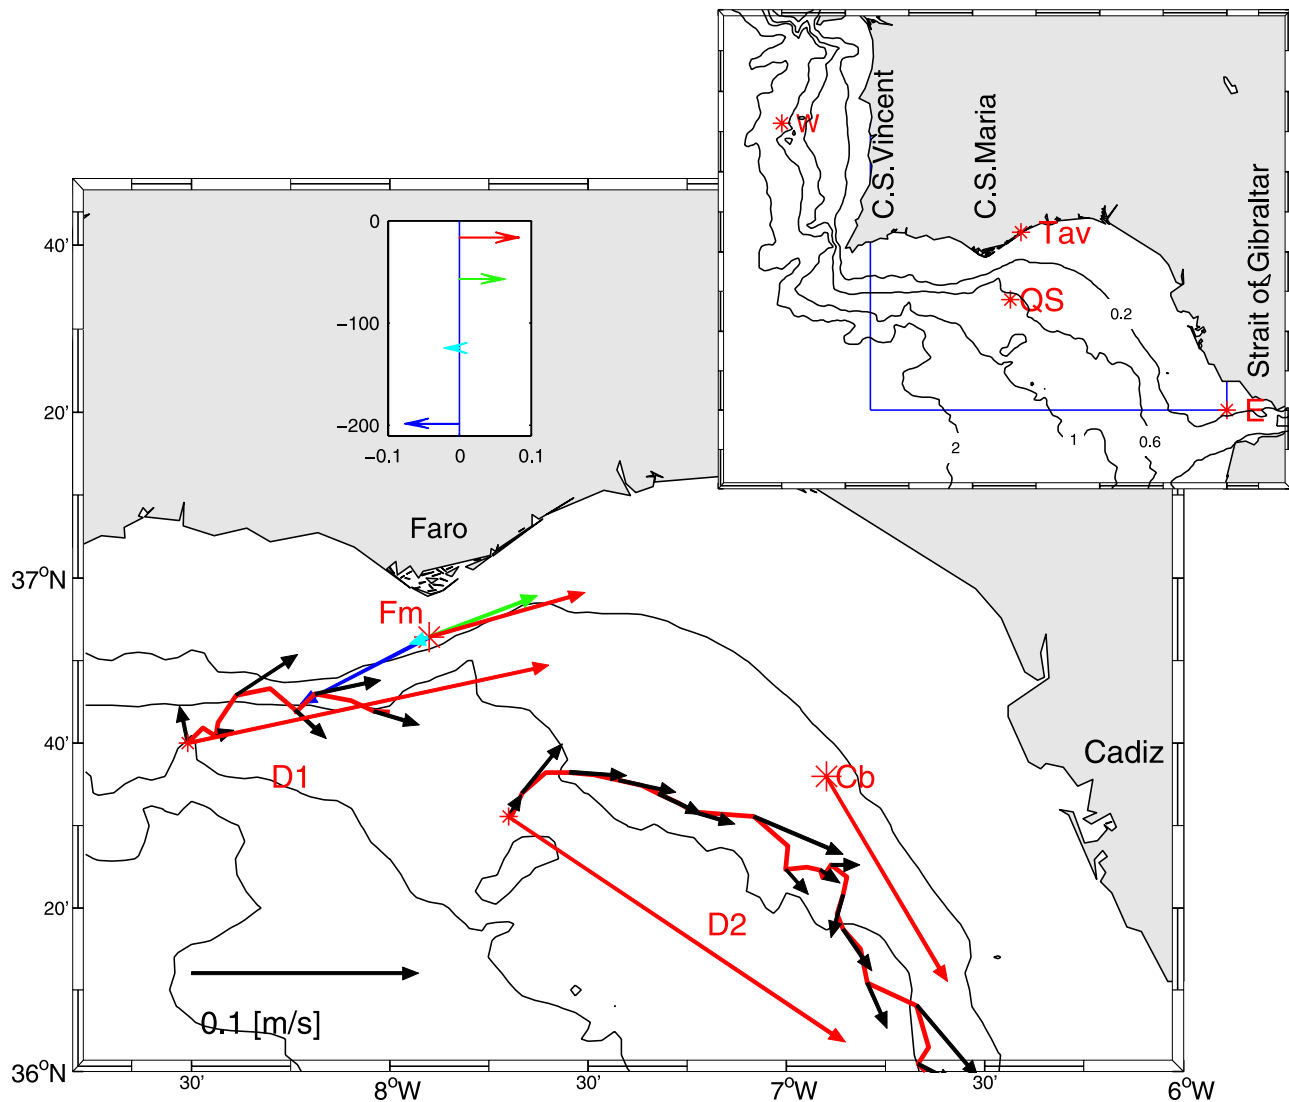 W
C.S.Vincent
C.S.Maria
Strait of Gibraltar
Tav
QS
0.2
E
2
1
0.6
0
−100
−200
−0.1
0
0.1
40'
20'
37°N
40'
20'
36°N
Faro
Fm
D1
Cb
Cadiz
D2
0.1 [m/s]
30'
8°W
30'
7°W
30'
6°W